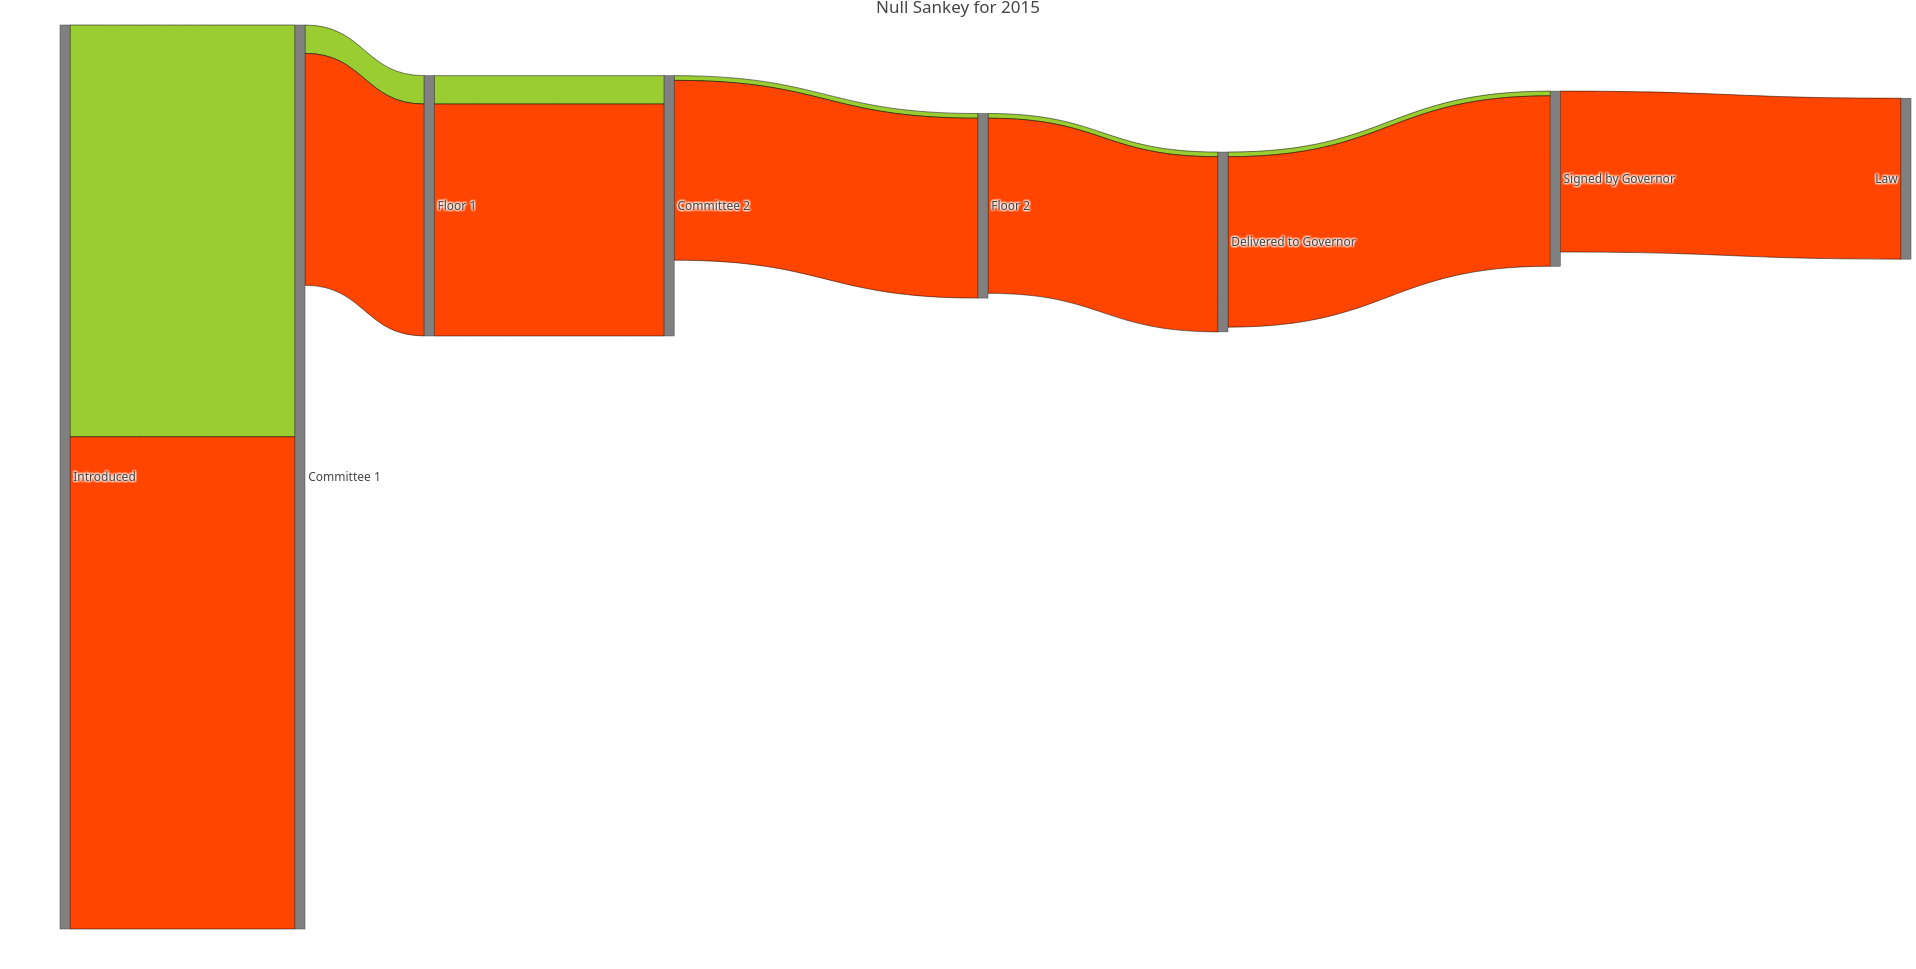 Null Sankey for 2015
Introduced
Committee 1
Floor 1
Committee 2
Floor 2
Delivered to Governor
Signed by Governor
Law